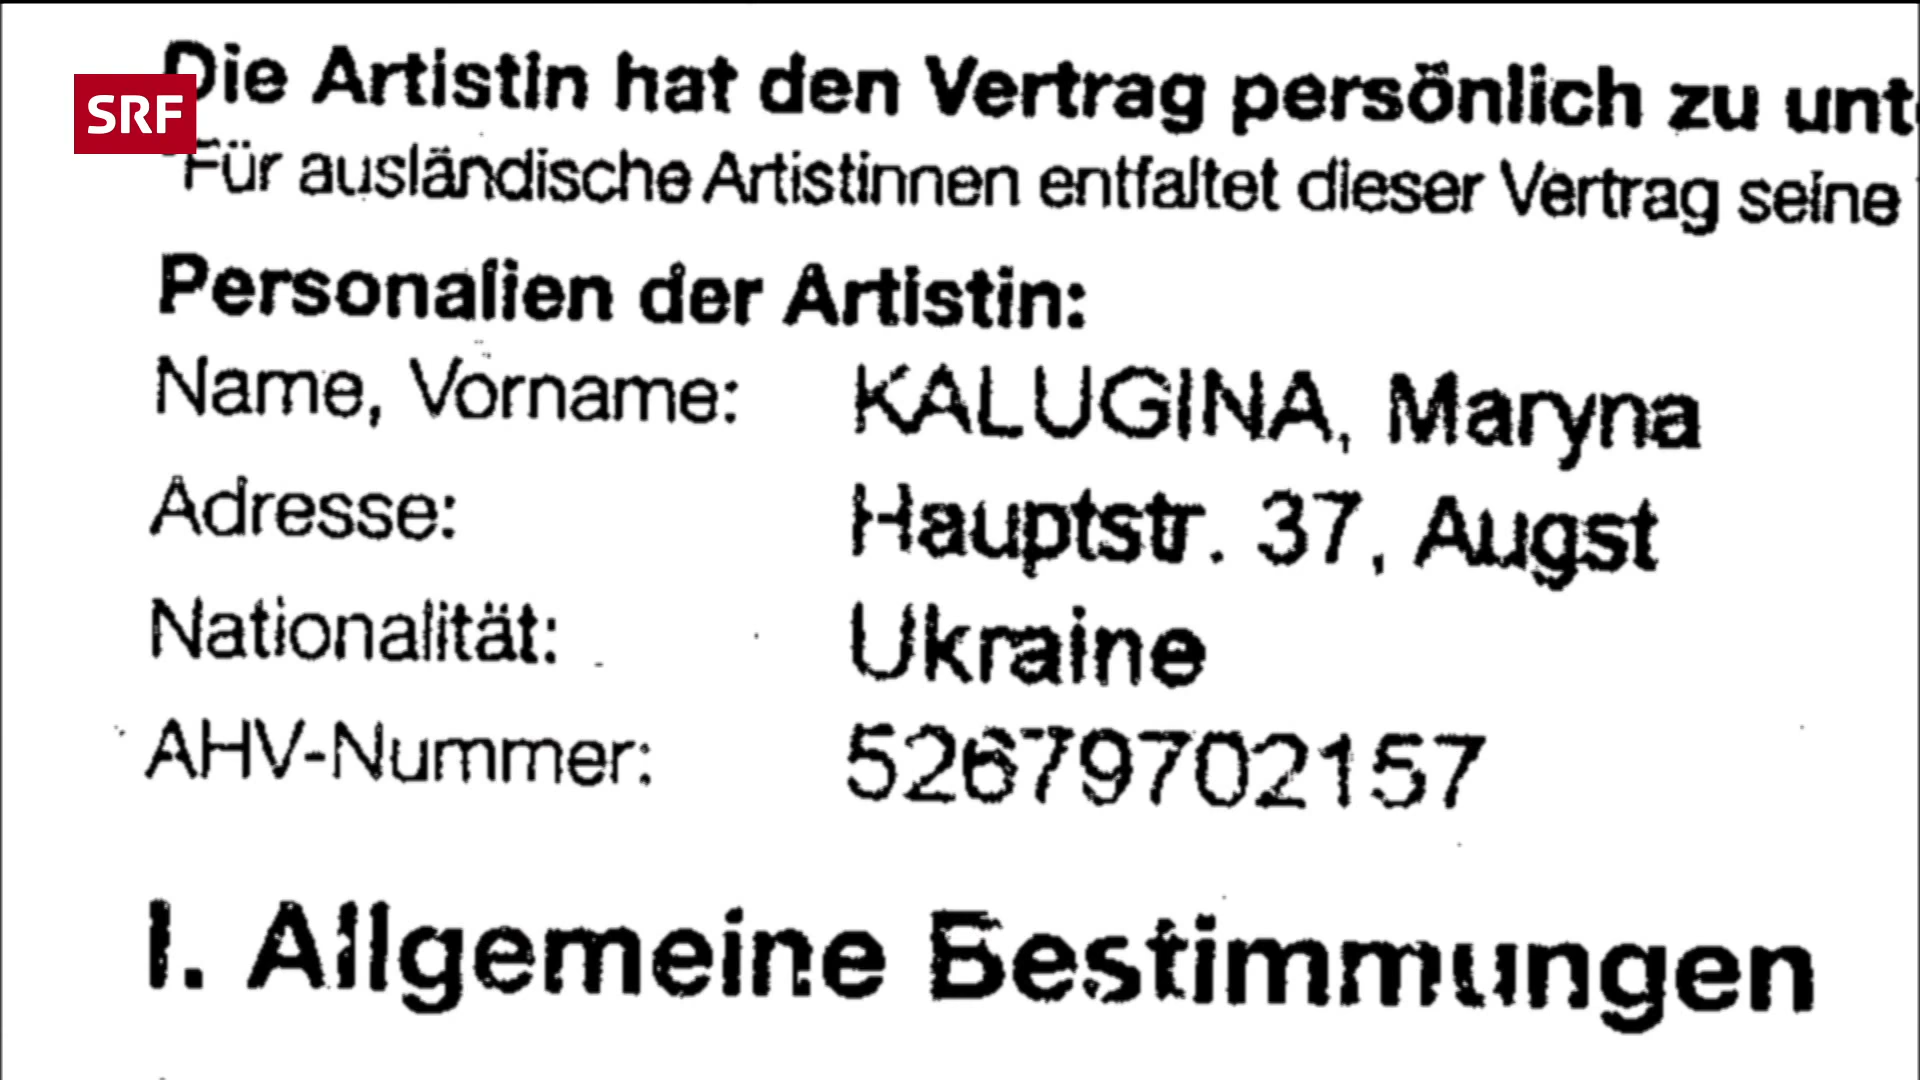 SRF
Die Artistin hat den Vertrag persönlich zu
Für ausländische Artistinnen entfaltet dieser Vertrag seine
Personalien der Artistin:
Name, Vorname: KALUGINA, Maryna
Adresse: Hauptstr. 37, Augst
Nationalität: Ukraine
AHV-Nummer: 52679702157
I. Allgemeine Bestimmungen